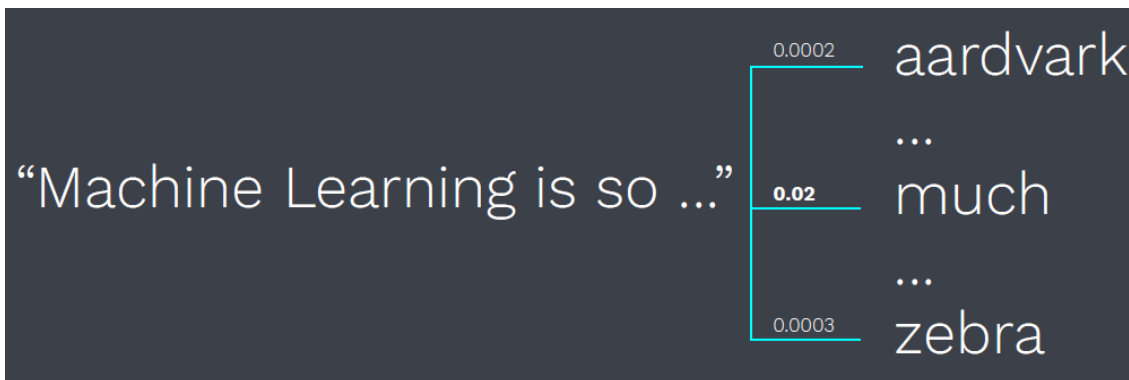 0.0002 aardvark
...
“Machine Learning is so ...” 0.02 much
...
0.0003 zebra